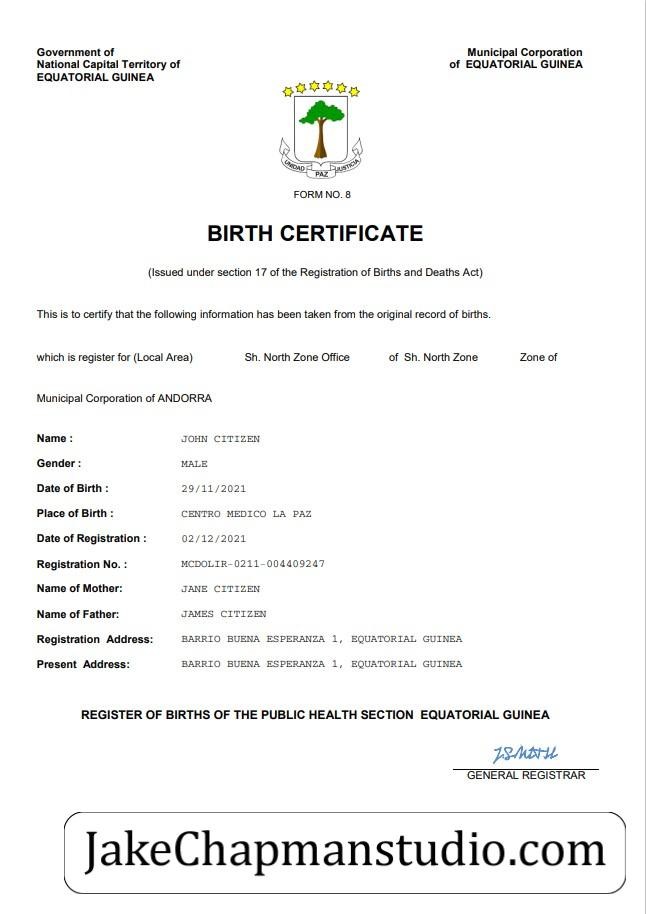 Government of
National Capital Territory of
EQUATORIAL GUINEA
Municipal Corporation
of EQUATORIAL GUINEA
UNIDAD PAZ JUSTICIA
FORM NO. 8
BIRTH CERTIFICATE
(Issued under section 17 of the Registration of Births and Deaths Act)
This is to certify that the following information has been taken from the original record of births.
which is register for (Local Area) Sh. North Zone Office of Sh. North Zone Zone of
Municipal Corporation of ANDORRA
Name : JOHN CITIZEN
Gender : MALE
Date of Birth : 29/11/2021
Place of Birth : CENTRO MEDICO LA PAZ
Date of Registration : 02/12/2021
Registration No. : MCDOLIR-0211-004409247
Name of Mother: JANE CITIZEN
Name of Father: JAMES CITIZEN
Registration Address: BARRIO BUENA ESPERANZA 1, EQUATORIAL GUINEA
Present Address: BARRIO BUENA ESPERANZA 1, EQUATORIAL GUINEA
REGISTER OF BIRTHS OF THE PUBLIC HEALTH SECTION EQUATORIAL GUINEA
GENERAL REGISTRAR
JakeChapmanstudio.com